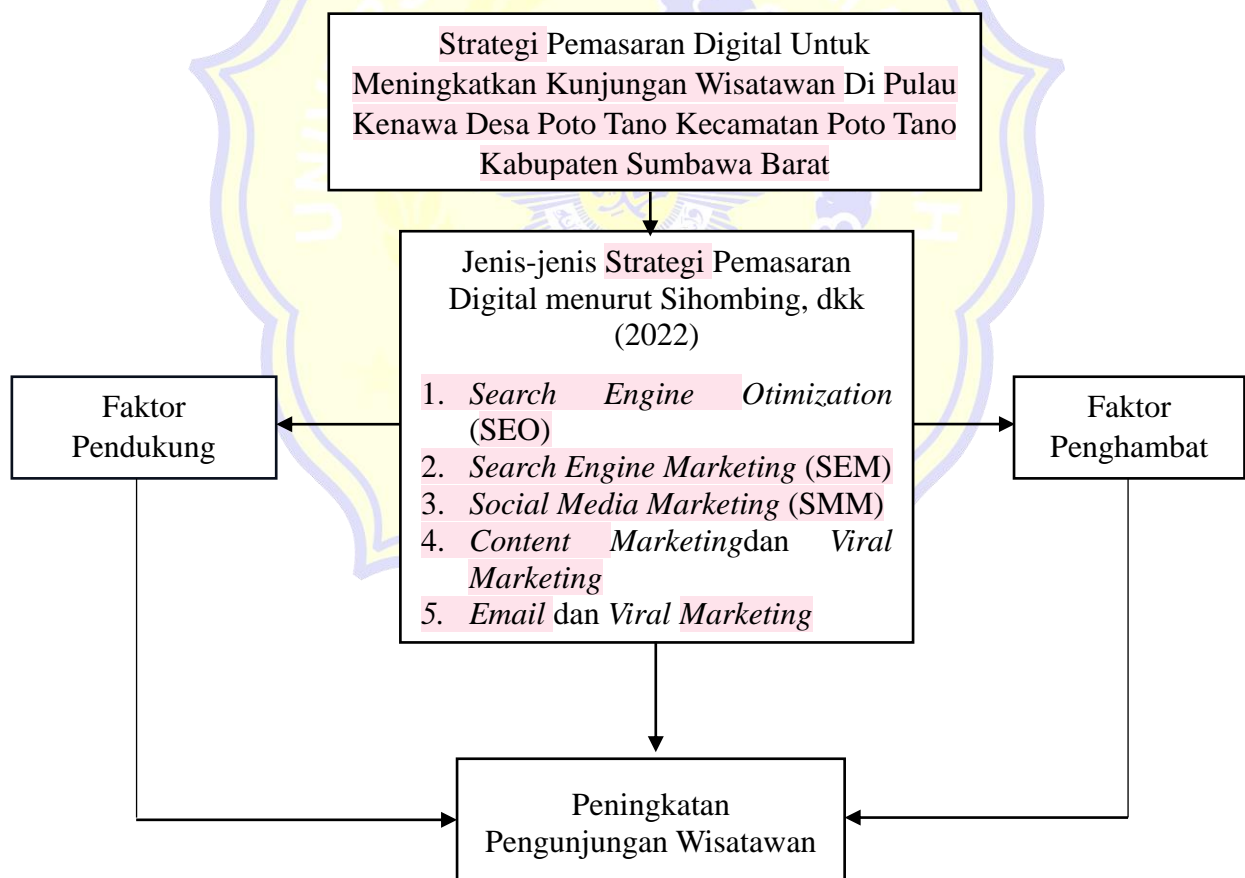 Strategi Pemasaran Digital Untuk
Meningkatkan Kunjungan Wisatawan Di Pulau
Kenawa Desa Poto Tano Kecamatan Poto Tano
Kabupaten Sumbawa Barat
Jenis-jenis Strategi Pemasaran
Digital menurut Sihombing, dkk
(2022)
1. Search Engine Otimization
(SEO)
2. Search Engine Marketing (SEM)
3. Social Media Marketing (SMM)
4. Content Marketingdan Viral
Marketing
5. Email dan Viral Marketing
Faktor
Pendukung
Faktor
Penghambat
Peningkatan
Pengunjungan Wisatawan